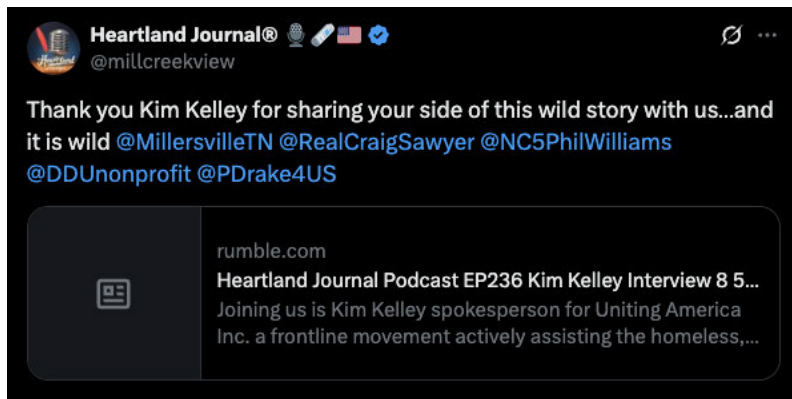 Heartland Journal® 🎙️🗞️🇺🇸
@millcreekview
Thank you Kim Kelley for sharing your side of this wild story with us...and
it is wild @MillersvilleTN @RealCraigSawyer @NC5PhilWilliams
@DDUnonprofit @PDrake4US
rumble.com
Heartland Journal Podcast EP236 Kim Kelley Interview 8 5...
Joining us is Kim Kelley spokesperson for Uniting America
Inc. a frontline movement actively assisting the homeless,...